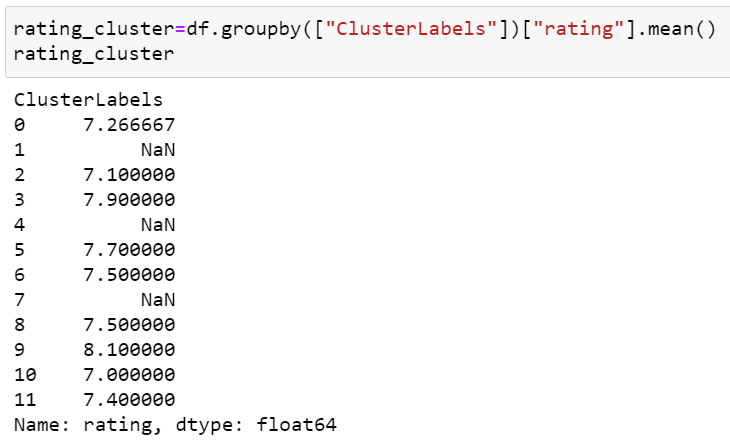 rating_cluster=df.groupby(["ClusterLabels"])["rating"].mean()
rating_cluster
ClusterLabels
0     7.266667
1          NaN
2     7.100000
3     7.900000
4          NaN
5     7.700000
6     7.500000
7          NaN
8     7.500000
9     8.100000
10    7.000000
11    7.400000
Name: rating, dtype: float64